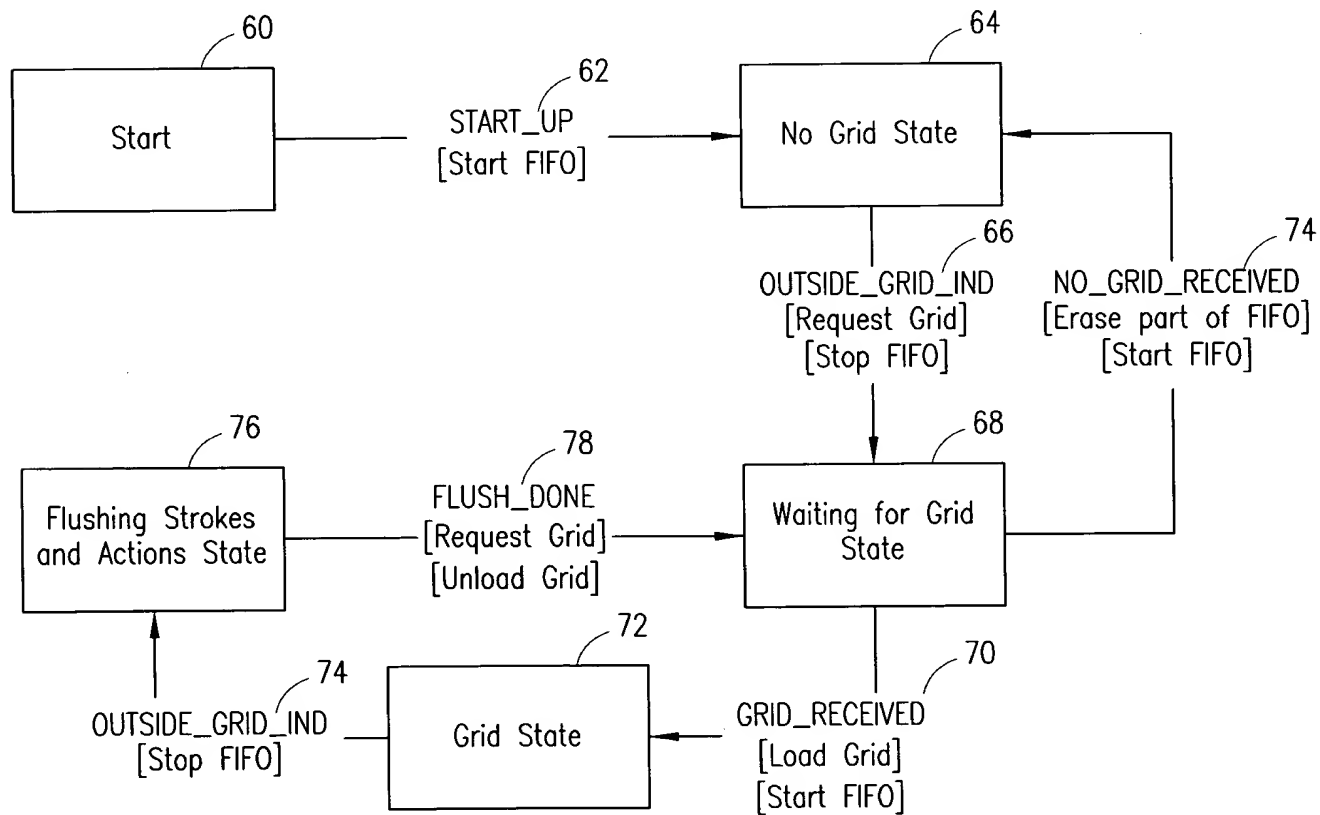 60
Start
62
START_UP
[Start FIFO]
64
No Grid State
66
OUTSIDE_GRID_IND
[Request Grid]
[Stop FIFO]
74
NO_GRID_RECEIVED
[Erase part of FIFO]
[Start FIFO]
76
Flushing Strokes
and Actions State
78
FLUSH_DONE
[Request Grid]
[Unload Grid]
68
Waiting for Grid
State
74
OUTSIDE_GRID_IND
[Stop FIFO]
72
Grid State
70
GRID_RECEIVED
[Load Grid]
[Start FIFO]